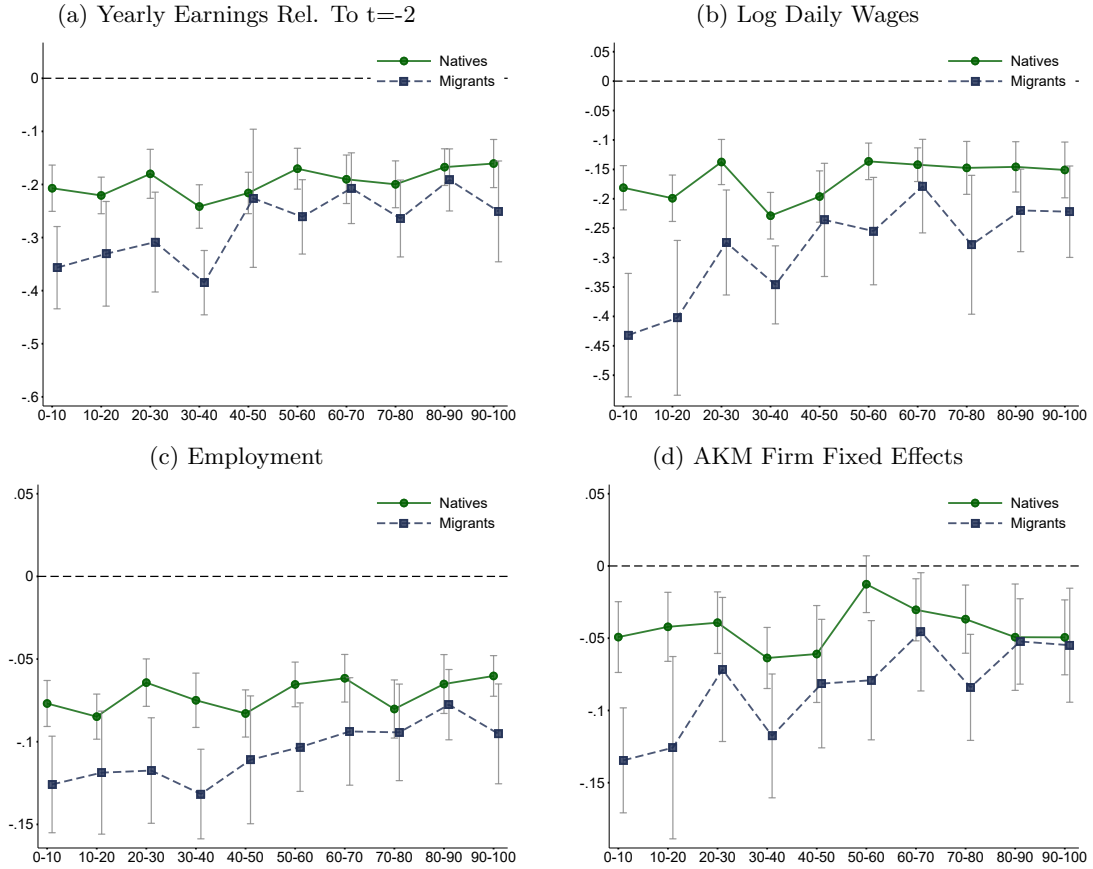 (a) Yearly Earnings Rel. To t=-2
Natives
Migrants
0
-.1
-.2
-.3
-.4
-.5
-.6
0-10 10-20 20-30 30-40 40-50 50-60 60-70 70-80 80-90 90-100
(b) Log Daily Wages
Natives
Migrants
.05
0
-.05
-.1
-.15
-.2
-.25
-.3
-.35
-.4
-.45
-.5
0-10 10-20 20-30 30-40 40-50 50-60 60-70 70-80 80-90 90-100
(c) Employment
Natives
Migrants
.05
0
-.05
-.1
-.15
0-10 10-20 20-30 30-40 40-50 50-60 60-70 70-80 80-90 90-100
(d) AKM Firm Fixed Effects
Natives
Migrants
.05
0
-.05
-.1
-.15
0-10 10-20 20-30 30-40 40-50 50-60 60-70 70-80 80-90 90-100